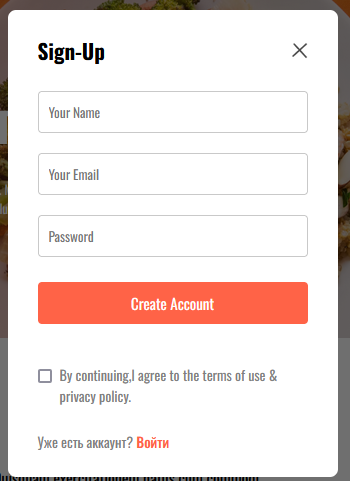 Sign-Up
Your Name
Your Email
Password
Create Account
By continuing,I agree to the terms of use &
privacy policy.
Уже есть аккаунт? Войти